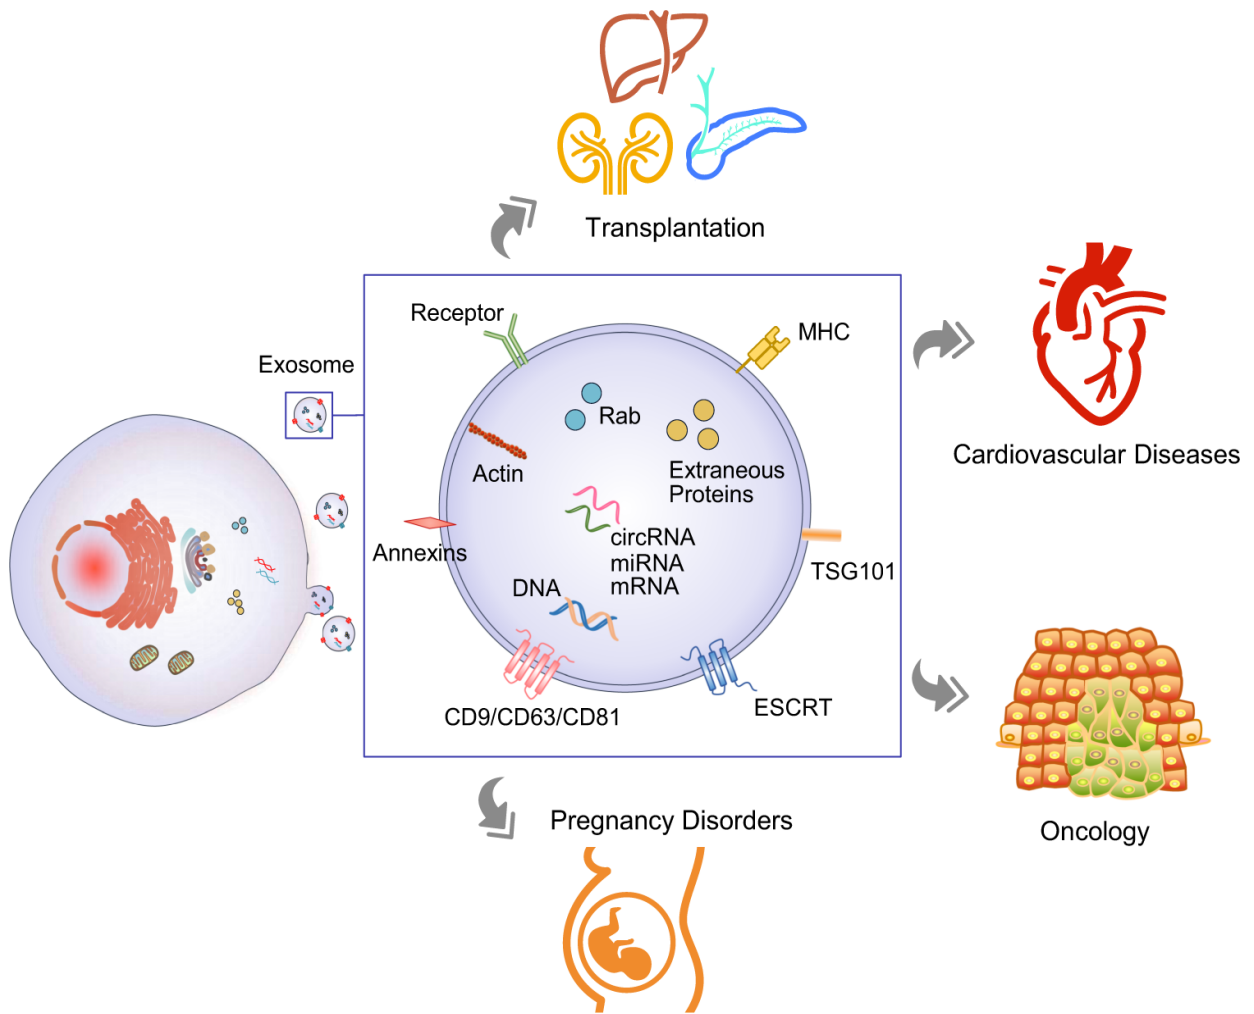 Transplantation
Receptor
MHC
Exosome
Rab
Cardiovascular Diseases
Actin
Extraneous
Proteins
Annexins
circRNA
miRNA
mRNA
TSG101
DNA
CD9/CD63/CD81
ESCRT
Pregnancy Disorders
Oncology